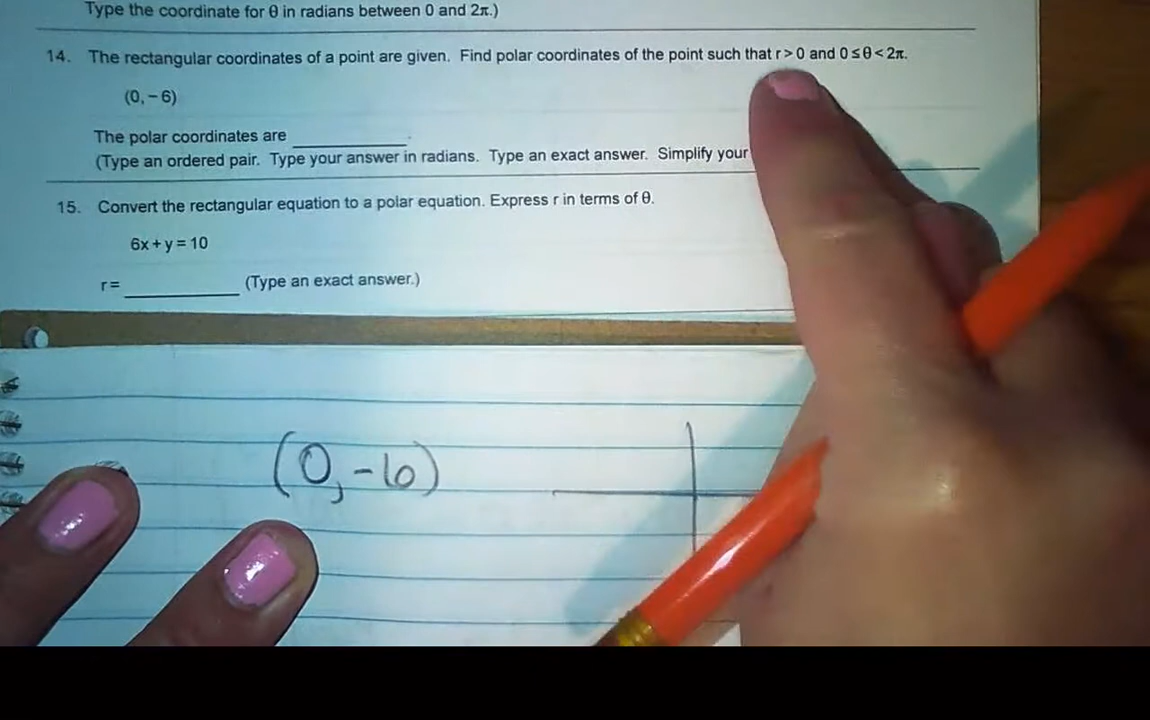 Type the coordinate for θ in radians between 0 and 2π.)
14. The rectangular coordinates of a point are given. Find polar coordinates of the point such that r > 0 and 0 ≤ θ < 2π.
(0, − 6)
The polar coordinates are ________.
(Type an ordered pair. Type your answer in radians. Type an exact answer. Simplify your
15. Convert the rectangular equation to a polar equation. Express r in terms of θ.
6x + y = 10
r = ________ (Type an exact answer.)
(0, -6)